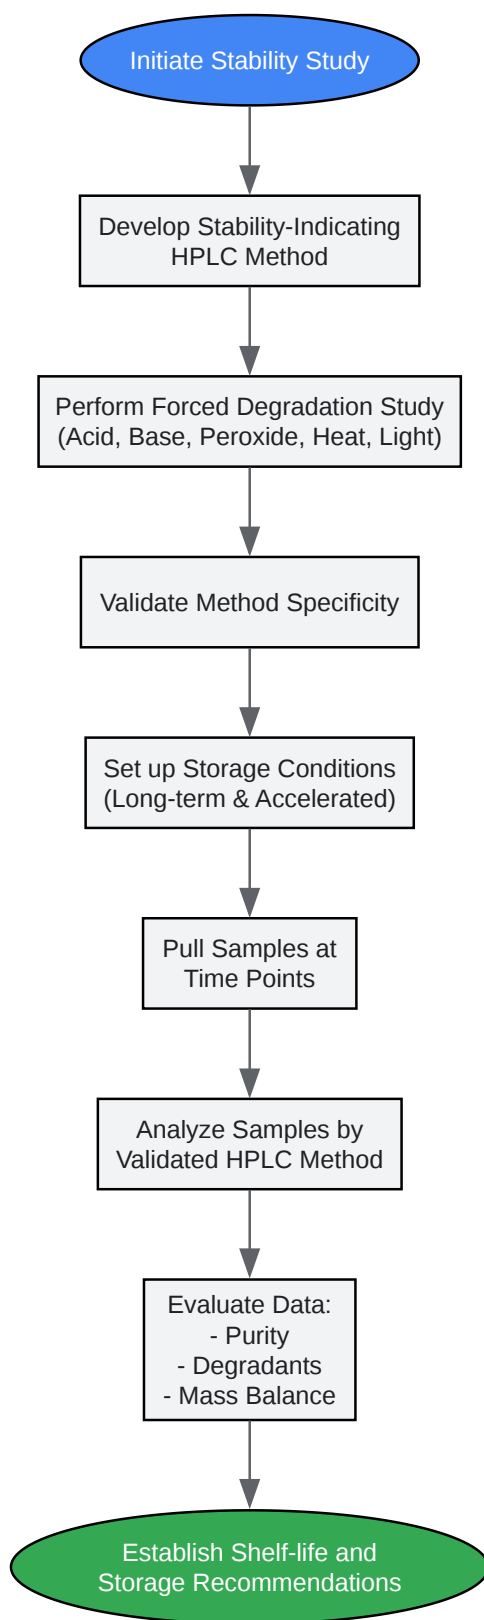 Initiate Stability Study
Develop Stability-Indicating
HPLC Method
Perform Forced Degradation Study
(Acid, Base, Peroxide, Heat, Light)
Validate Method Specificity
Set up Storage Conditions
(Long-term & Accelerated)
Pull Samples at
Time Points
Analyze Samples by
Validated HPLC Method
Evaluate Data:
- Purity
- Degradants
- Mass Balance
Establish Shelf-life and
Storage Recommendations